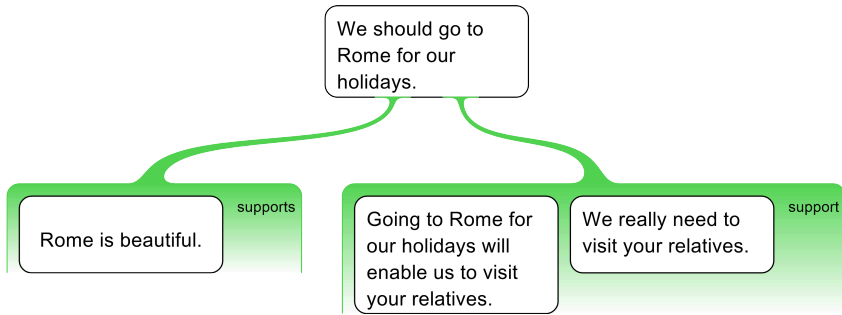 We should go to
Rome for our
holidays.
supports
Rome is beautiful.
Going to Rome for
our holidays will
enable us to visit
your relatives.
We really need to
visit your relatives.
support